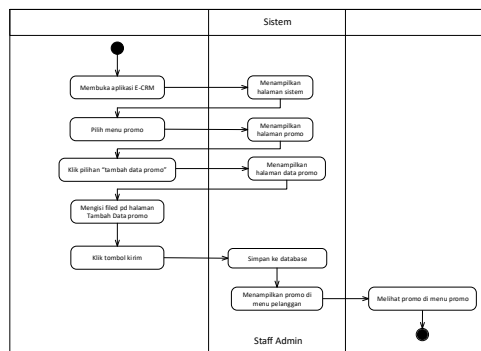 Sistem
Membuka aplikasi E-CRM
Menampilkan
halaman sistem
Pilih menu promo
Menampilkan
halaman promo
Klik pilihan “tambah data promo”
Menampilkan
halaman data promo
Mengisi filed pd halaman
Tambah Data promo
Klik tombol kirim
Simpan ke database
Menampilkan promo di
menu pelanggan
Melihat promo di menu promo
Staff Admin